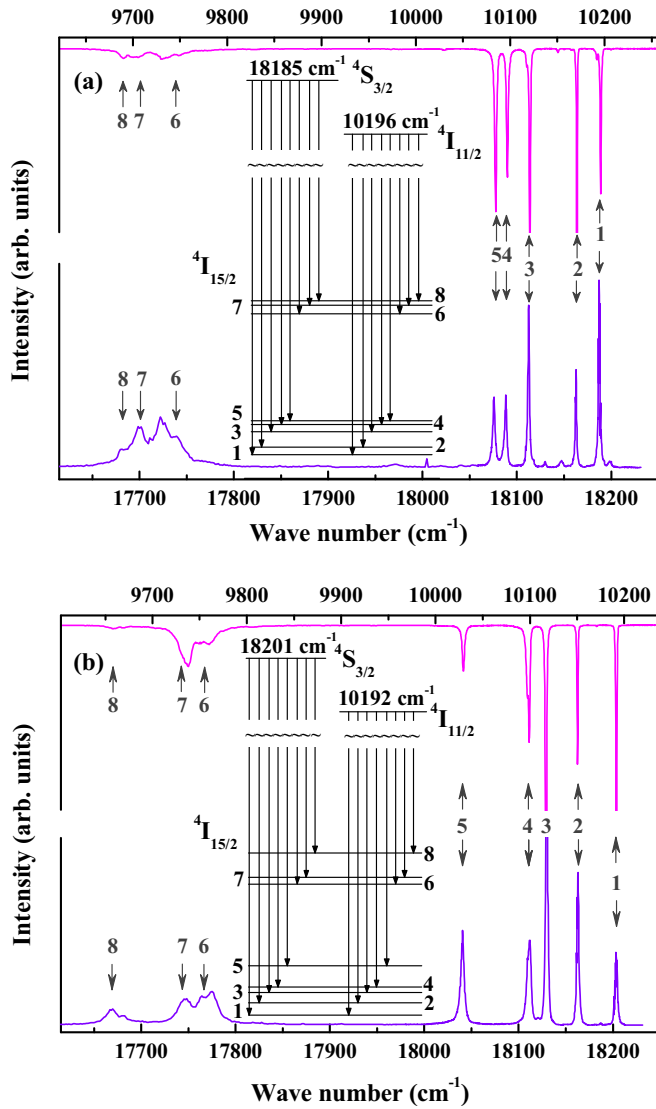 9700 9800 9900 10000 10100 10200
(a)
18185 cm⁻¹ ⁴S₃/₂
10196 cm⁻¹
⁴I₁₁/₂
8 7 6
5 4 3 2 1
⁴I₁₅/₂
8
7 6
5 4
3 2
1
8 7 6
Intensity (arb. units)
17700 17800 17900 18000 18100 18200
Wave number (cm⁻¹)
9700 9800 9900 10000 10100 10200
(b)
18201 cm⁻¹ ⁴S₃/₂
10192 cm⁻¹
⁴I₁₁/₂
8 7 6
5 4 3 2
1
⁴I₁₅/₂
8
7 6
5
3 4
2
1
8 7 6
Intensity (arb. units)
17700 17800 17900 18000 18100 18200
Wave number (cm⁻¹)